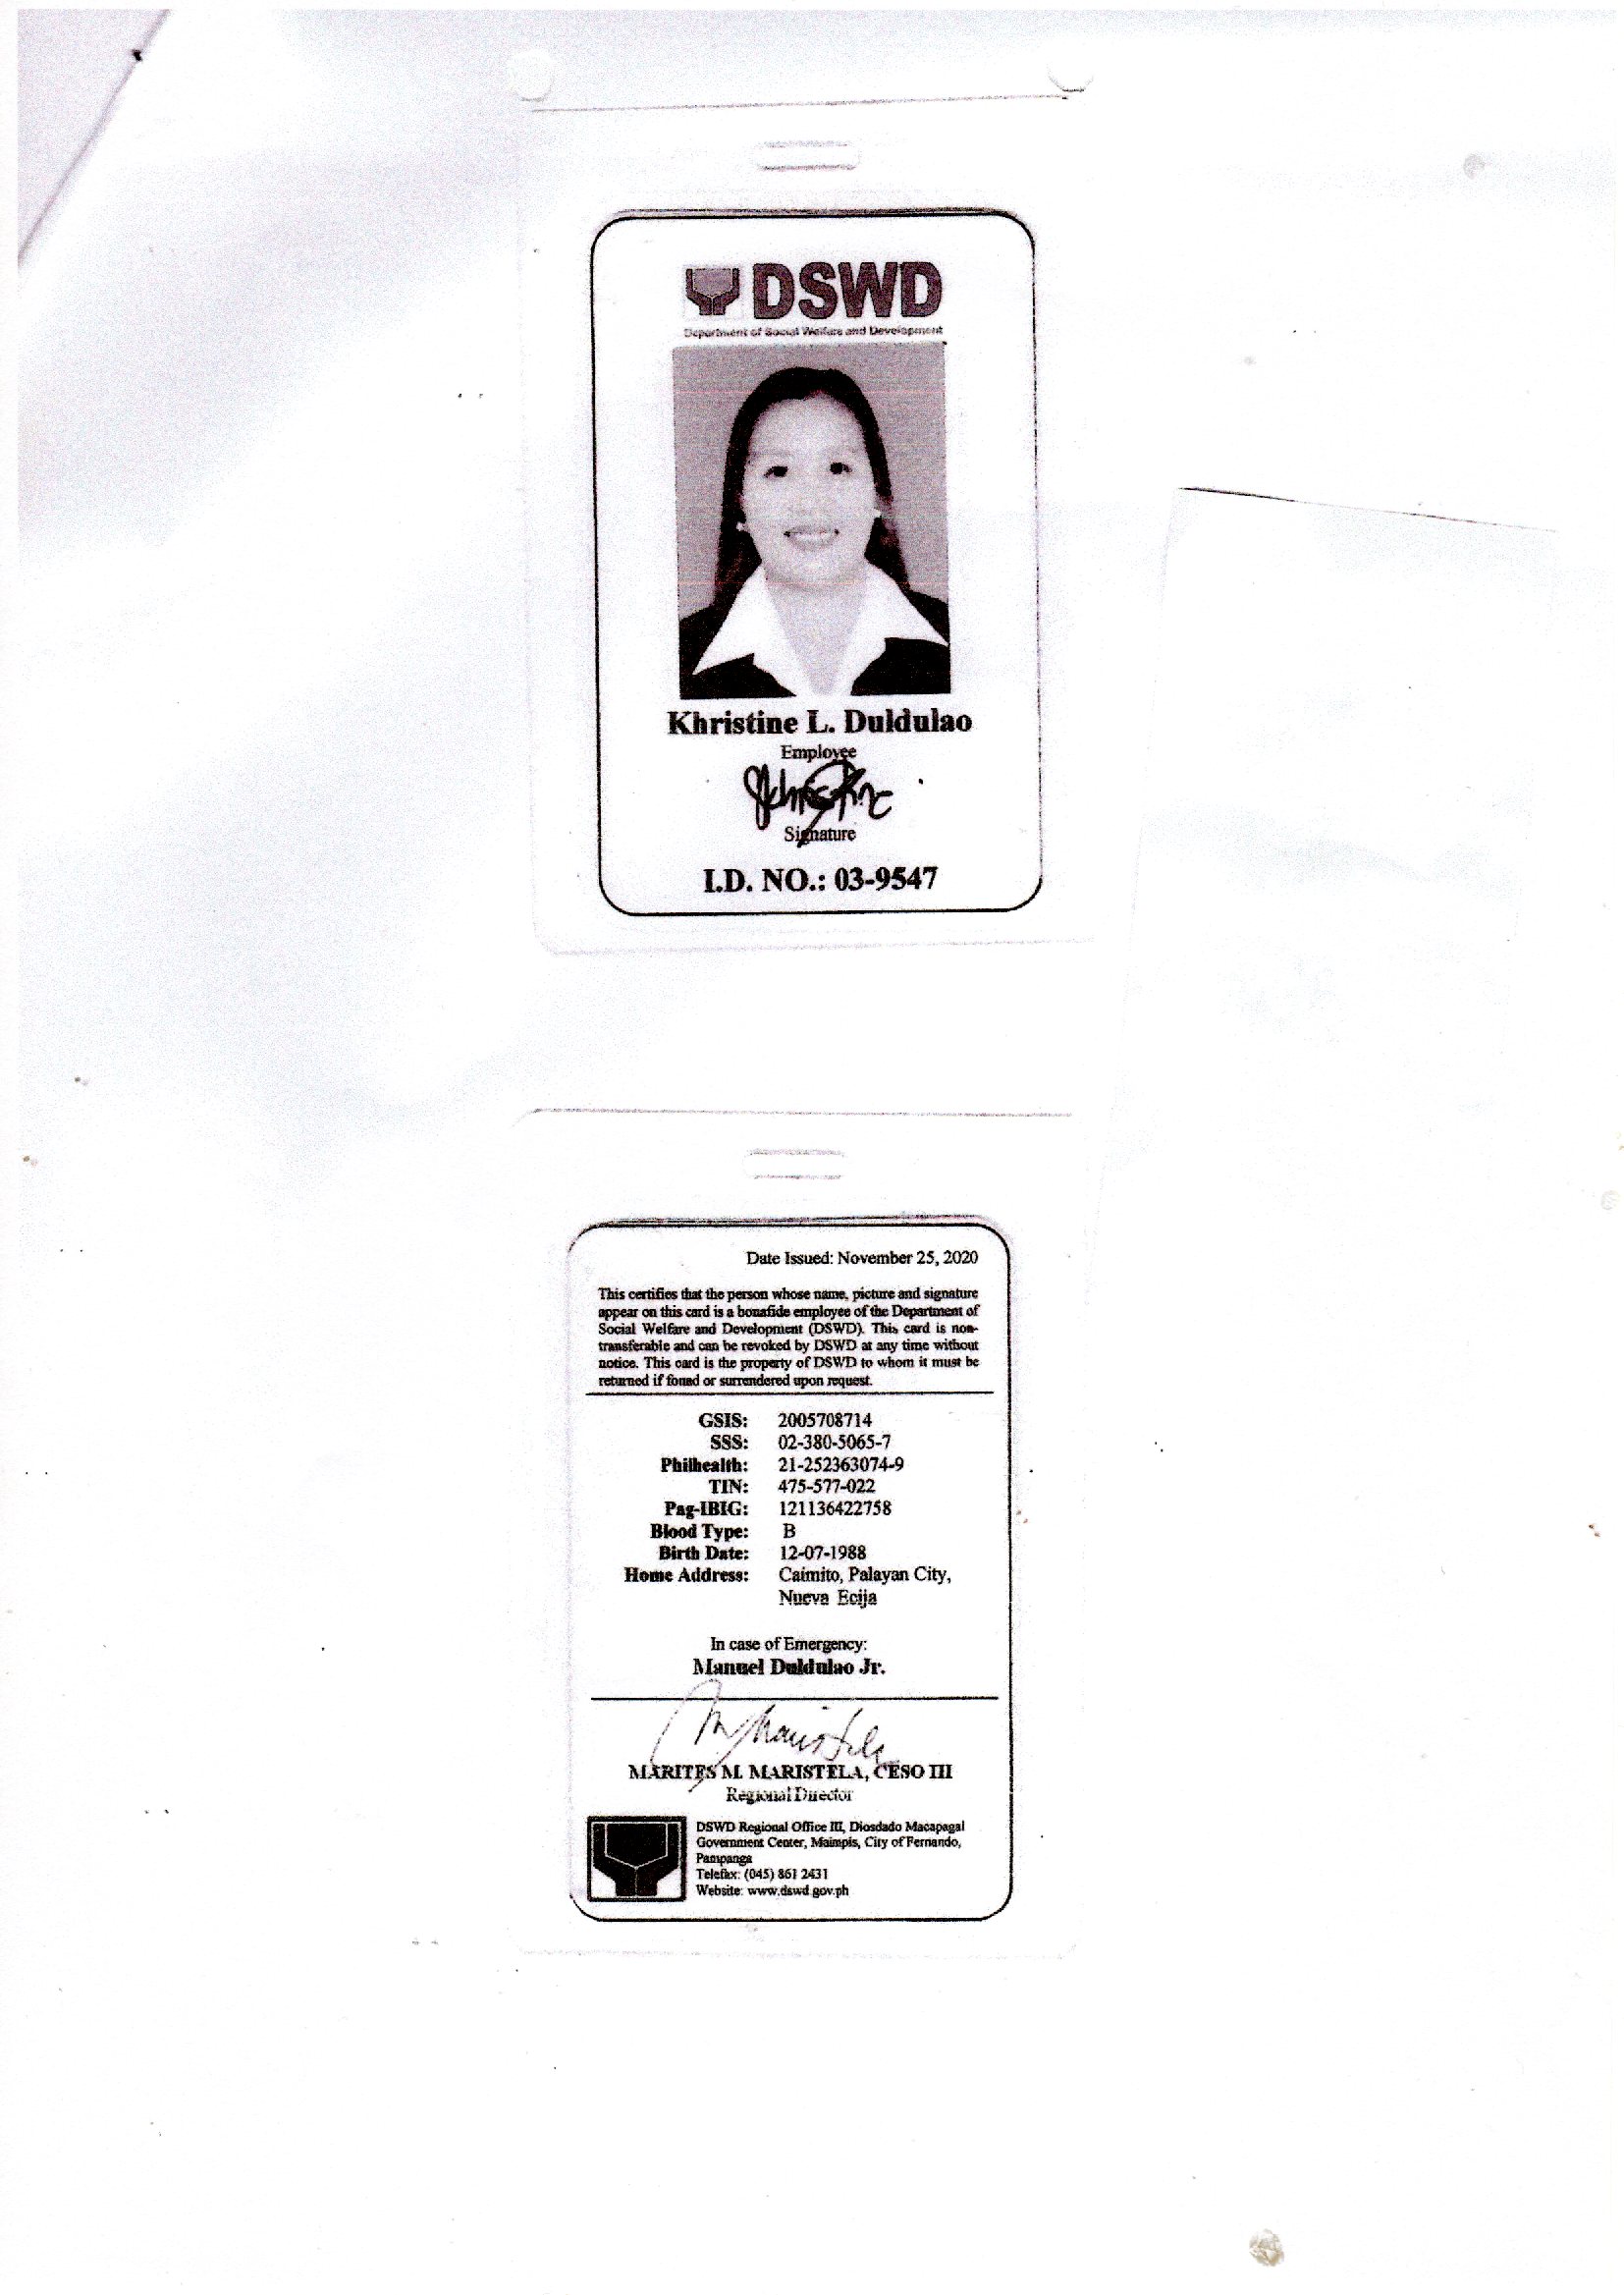 DSWD
Department of Social Welfare and Development
Khristine L. Duldulao
Employee
Signature
I.D. NO.: 03-9547
Date Issued: November 25, 2020
This certifies that the person whose name, picture and signature
appear on this card is a bonafide employee of the Department of
Social Welfare and Development (DSWD). This card is non-
transferable and can be revoked by DSWD at any time without
notice. This card is the property of DSWD to whom it must be
returned if found or surrendered upon request.
GSIS: 2005708714
SSS: 02-380-5065-7
Philhealth: 21-252363074-9
TIN: 475-577-022
Pag-IBIG: 121136422758
Blood Type: B
Birth Date: 12-07-1988
Home Address: Caimito, Palayan City,
Nueva Ecija
In case of Emergency:
Manuel Duldulao Jr.
MARITES M. MARISTELA, CESO III
Regional Director
DSWD Regional Office III, Diosdado Macapagal
Government Center, Maimpis, City of Fernando,
Pampanga
Telefax: (045) 861 2431
Website: www.dswd.gov.ph